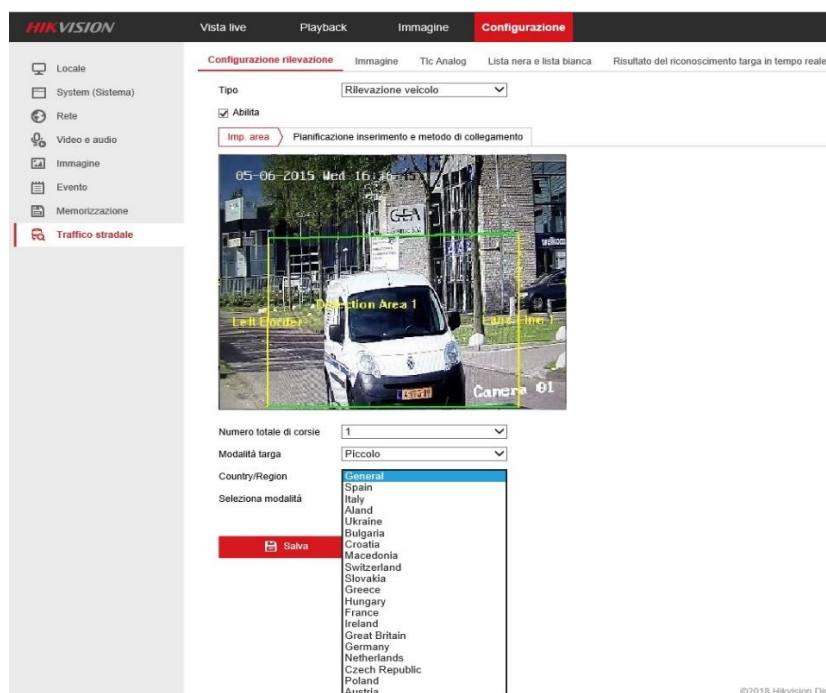 HIKVISION
Vista live Playback Immagine Configurazione
Locale
System (Sistema)
Rete
Video e audio
Immagine
Evento
Memorizzazione
Traffico stradale
Configurazione rilevazione Immagine Tlc Analog Lista nera e lista bianca Risultato del riconoscimento targa in tempo reale
Tipo Rilevazione veicolo
Abilita
Imp. area Pianificazione inserimento e metodo di collegamento
05-06-2015 Wed
GEA
Detection Area 1
Left Border
Lane Line 1
Camera 01
Numero totale di corsie 1
Modalità targa Piccolo
Country/Region General
Seleziona modalità
Spain
Italy
Aland
Ukraine
Bulgaria
Croatia
Macedonia
Switzerland
Slovakia
Greece
Hungary
France
Ireland
Great Britain
Germany
Netherlands
Czech Republic
Poland
Austria
Salva
©2018 Hikvision